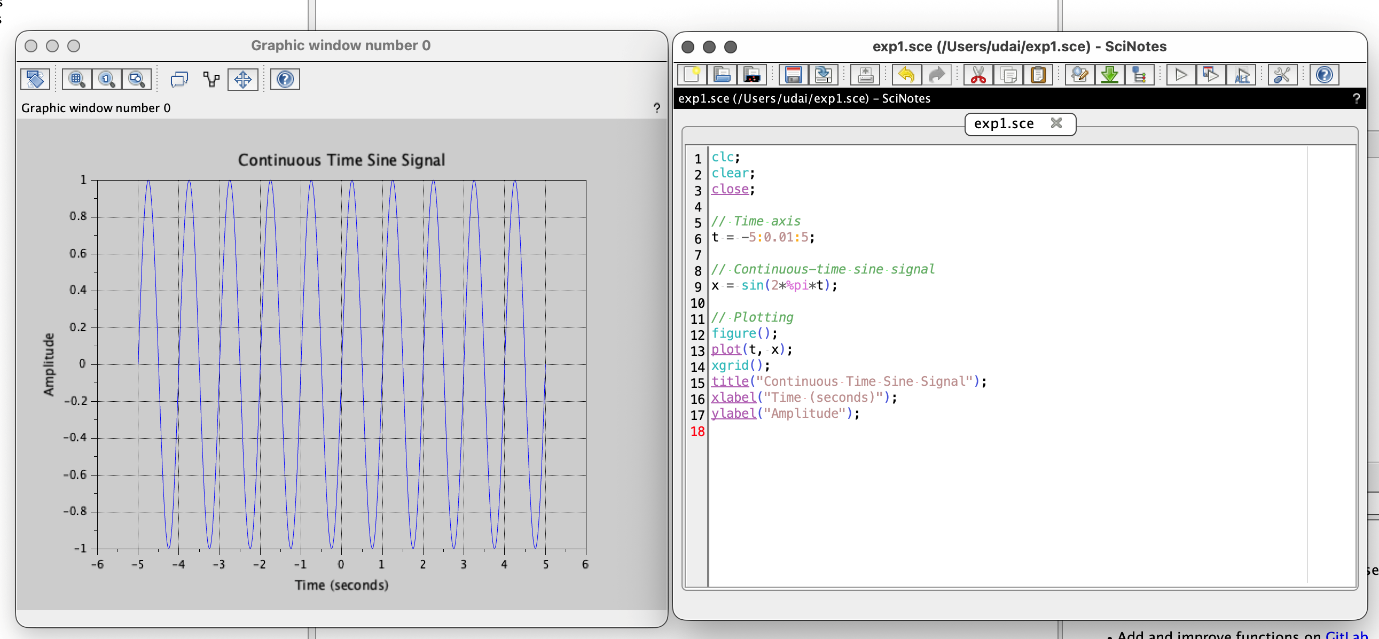 Graphic window number 0
Graphic window number 0
?
Continuous Time Sine Signal
1
0.8
0.6
0.4
0.2
0
-0.2
-0.4
-0.6
-0.8
-1
Amplitude
-6 -5 -4 -3 -2 -1 0 1 2 3 4 5 6
Time (seconds)
exp1.sce (/Users/udai/exp1.sce) - SciNotes
exp1.sce (/Users/udai/exp1.sce) - SciNotes
?
exp1.sce
1 clc;
2 clear;
3 close;
4
5 // Time axis
6 t = -5:0.01:5;
7
8 // Continuous-time sine signal
9 x = sin(2*%pi*t);
10
11 // Plotting
12 figure();
13 plot(t, x);
14 xgrid();
15 title("Continuous Time Sine Signal");
16 xlabel("Time (seconds)");
17 ylabel("Amplitude");
18
Add and improve functions on GitLab